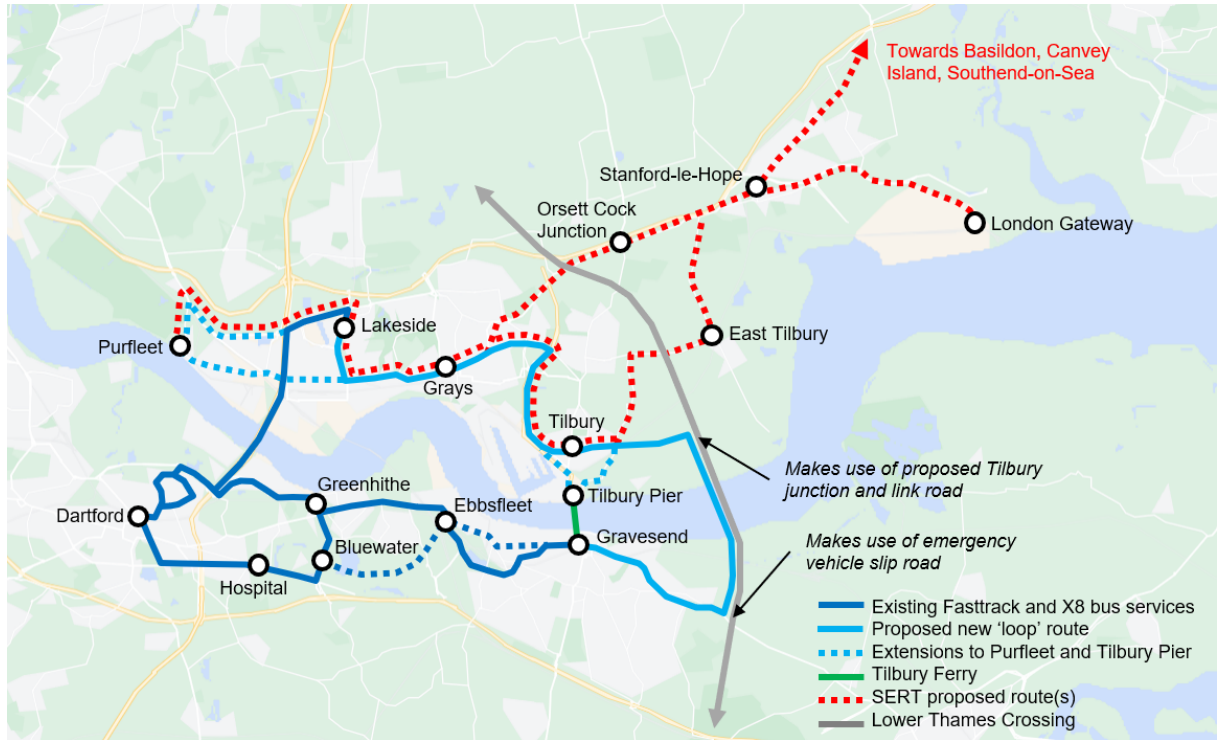 Towards Basildon, Canvey
Island, Southend-on-Sea
Stanford-le-Hope
Orsett Cock
Junction
London Gateway
Lakeside
Purfleet
East Tilbury
Grays
Tilbury
Makes use of proposed Tilbury
junction and link road
Greenhithe
Ebbsfleet
Tilbury Pier
Dartford
Gravesend
Bluewater
Makes use of emergency
vehicle slip road
Hospital
Existing Fasttrack and X8 bus services
Proposed new ‘loop’ route
Extensions to Purfleet and Tilbury Pier
Tilbury Ferry
SERT proposed route(s)
Lower Thames Crossing